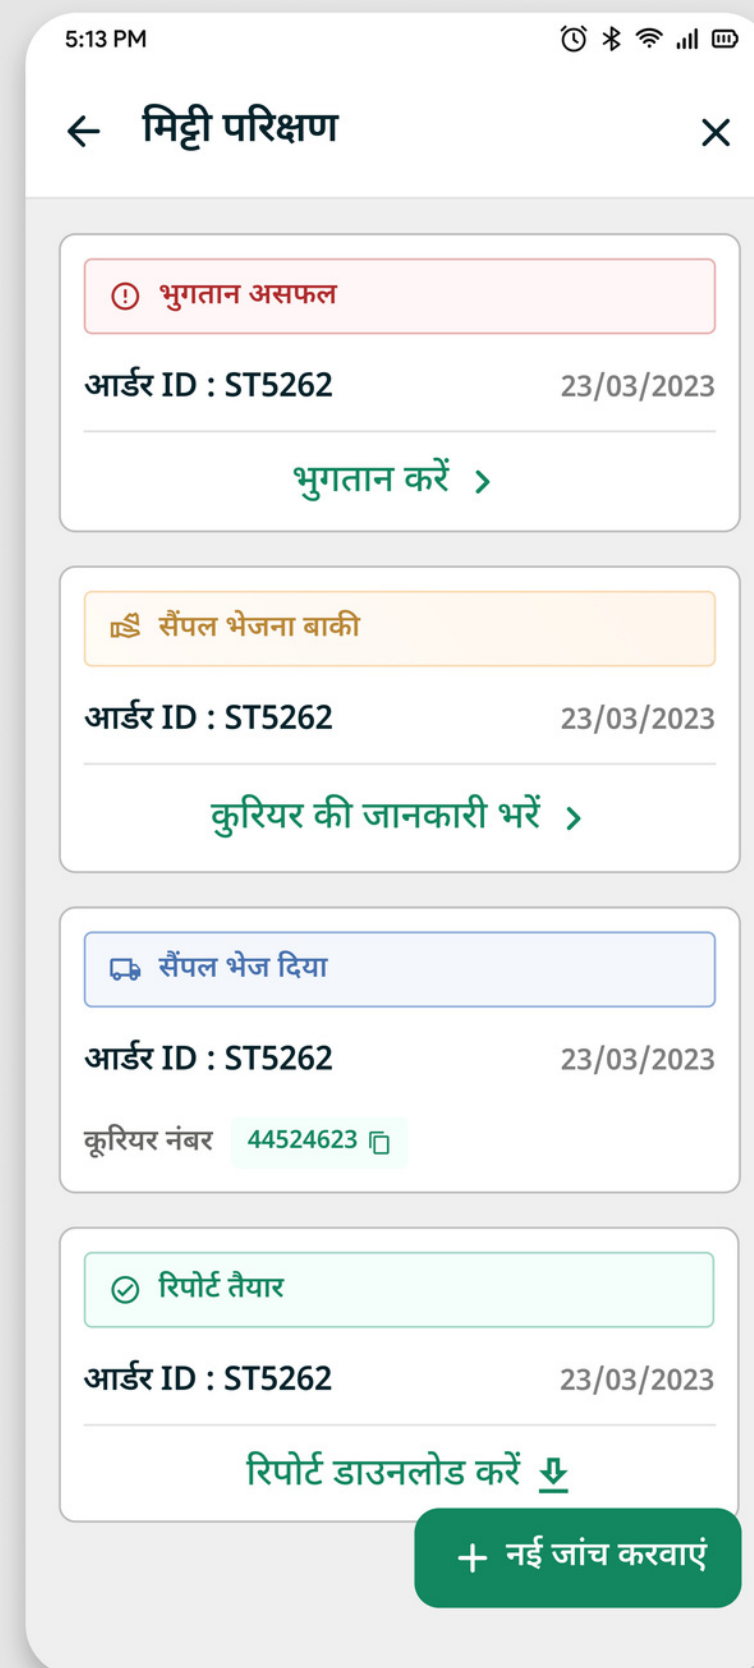 5:13 PM
मिट्टी परिक्षण
भुगतान असफल
आर्डर ID : ST5262 23/03/2023
भुगतान करें
सैंपल भेजना बाकी
आर्डर ID : ST5262 23/03/2023
कुरियर की जानकारी भरें
सैंपल भेज दिया
आर्डर ID : ST5262 23/03/2023
कूरियर नंबर 44524623
रिपोर्ट तैयार
आर्डर ID : ST5262 23/03/2023
रिपोर्ट डाउनलोड करें
+ नई जांच करवाएं